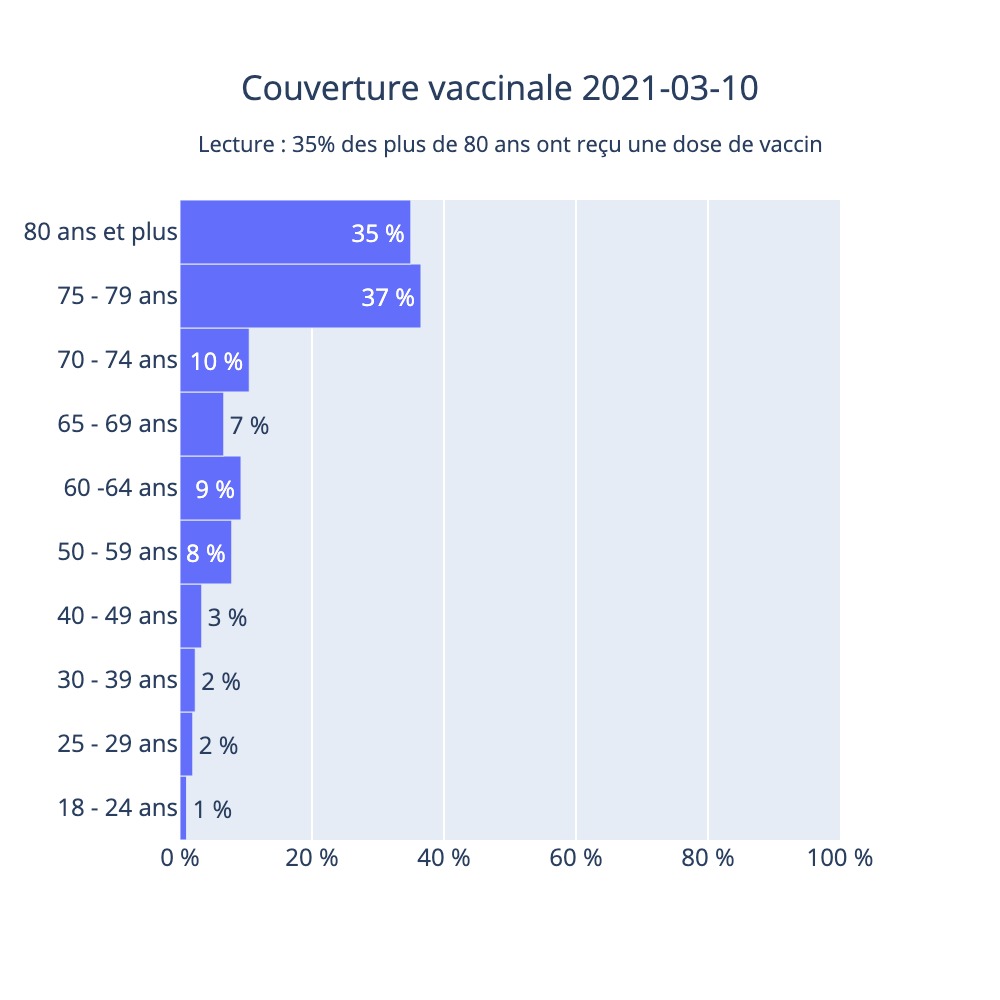 Couverture vaccinale 2021-03-10
Lecture : 35% des plus de 80 ans ont reçu une dose de vaccin
80 ans et plus 35 %
75 - 79 ans 37 %
70 - 74 ans 10 %
65 - 69 ans 7 %
60 -64 ans 9 %
50 - 59 ans 8 %
40 - 49 ans 3 %
30 - 39 ans 2 %
25 - 29 ans 2 %
18 - 24 ans 1 %
0 % 20 % 40 % 60 % 80 % 100 %